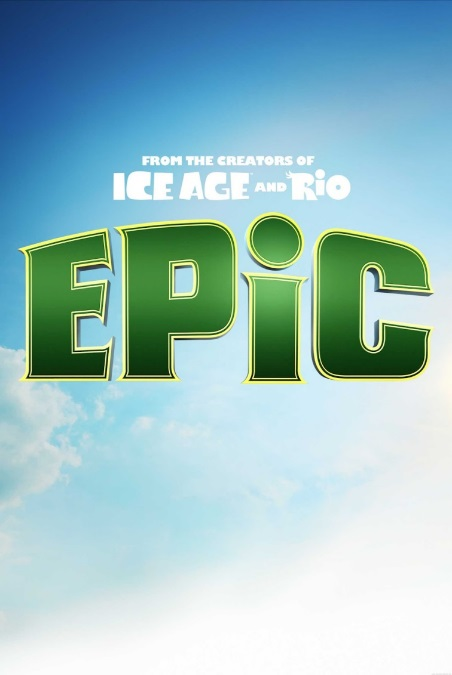 FROM THE CREATORS OF
ICE AGE AND RiO
EPiC